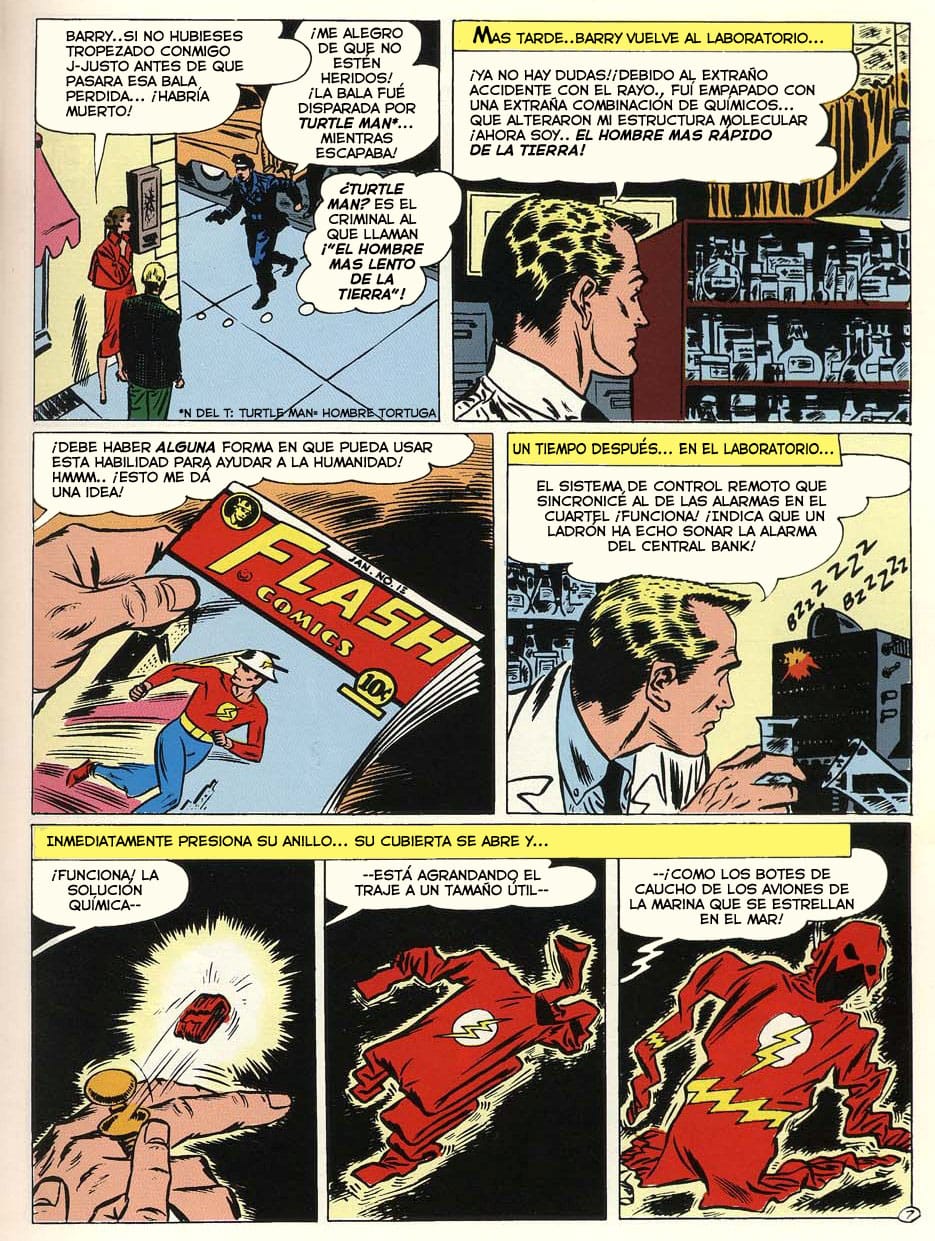 BARRY..SI NO HUBIESES
TROPEZADO CONMIGO
J-JUSTO ANTES DE QUE
PASARA ESA BALA
PERDIDA... ¡HABRÍA
MUERTO!
¡ME ALEGRO
DE QUE NO
ESTÉN
HERIDOS!
¡LA BALA FUÉ
DISPARADA POR
TURTLE MAN*...
MIENTRAS
ESCAPABA!
¿TURTLE
MAN? ES EL
CRIMINAL AL
QUE LLAMAN
¡"EL HOMBRE
MAS LENTO
DE LA
TIERRA"!
*N DEL T: TURTLE MAN= HOMBRE TORTUGA
MAS TARDE..BARRY VUELVE AL LABORATORIO...
¡YA NO HAY DUDAS!¡DEBIDO AL EXTRAÑO
ACCIDENTE CON EL RAYO., FUÍ EMPAPADO CON
UNA EXTRAÑA COMBINACIÓN DE QUÍMICOS...
QUE ALTERARON MI ESTRUCTURA MOLECULAR
¡AHORA SOY.. EL HOMBRE MAS RÁPIDO
DE LA TIERRA!
¡DEBE HABER ALGUNA FORMA EN QUE PUEDA USAR
ESTA HABILIDAD PARA AYUDAR A LA HUMANIDAD!
HMMM.. ¡ESTO ME DÁ
UNA IDEA!
JAN. NO. 13
FLASH
COMICS
10¢
UN TIEMPO DESPUÉS... EN EL LABORATORIO...
EL SISTEMA DE CONTROL REMOTO QUE
SINCRONICÉ AL DE LAS ALARMAS EN EL
CUARTEL ¡FUNCIONA! ¡INDICA QUE UN
LADRÓN HA ECHO SONAR LA ALARMA
DEL CENTRAL BANK!
BZZZ ZZZ
BZZZZ
INMEDIATAMENTE PRESIONA SU ANILLO... SU CUBIERTA SE ABRE Y...
¡FUNCIONA! LA
SOLUCIÓN
QUÍMICA--
--ESTÁ AGRANDANDO EL
TRAJE A UN TAMAÑO ÚTIL--
--¡COMO LOS BOTES DE
CAUCHO DE LOS AVIONES DE
LA MARINA QUE SE ESTRELLAN
EN EL MAR!
7